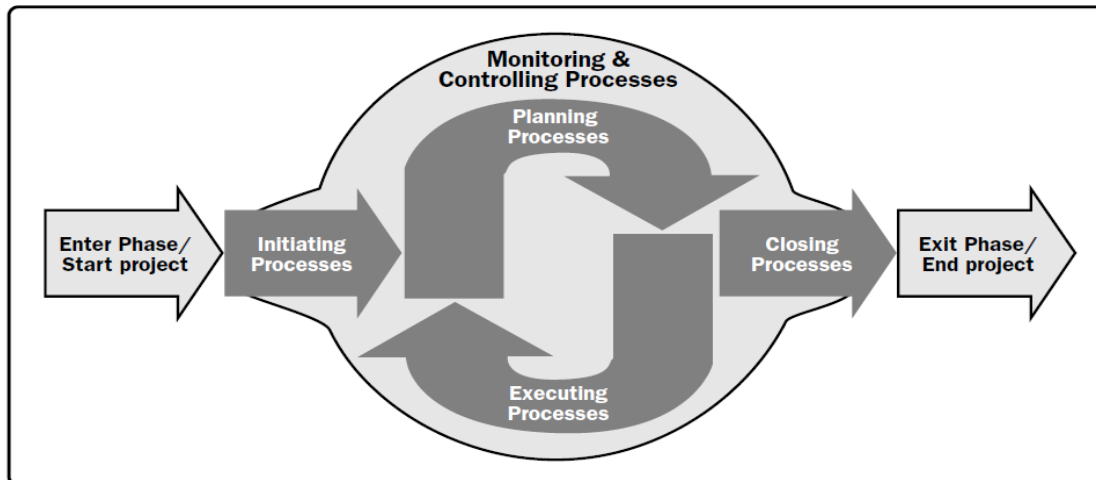 Monitoring &
Controlling Processes
Planning
Processes
Enter Phase/
Start project
Initiating
Processes
Closing
Processes
Exit Phase/
End project
Executing
Processes